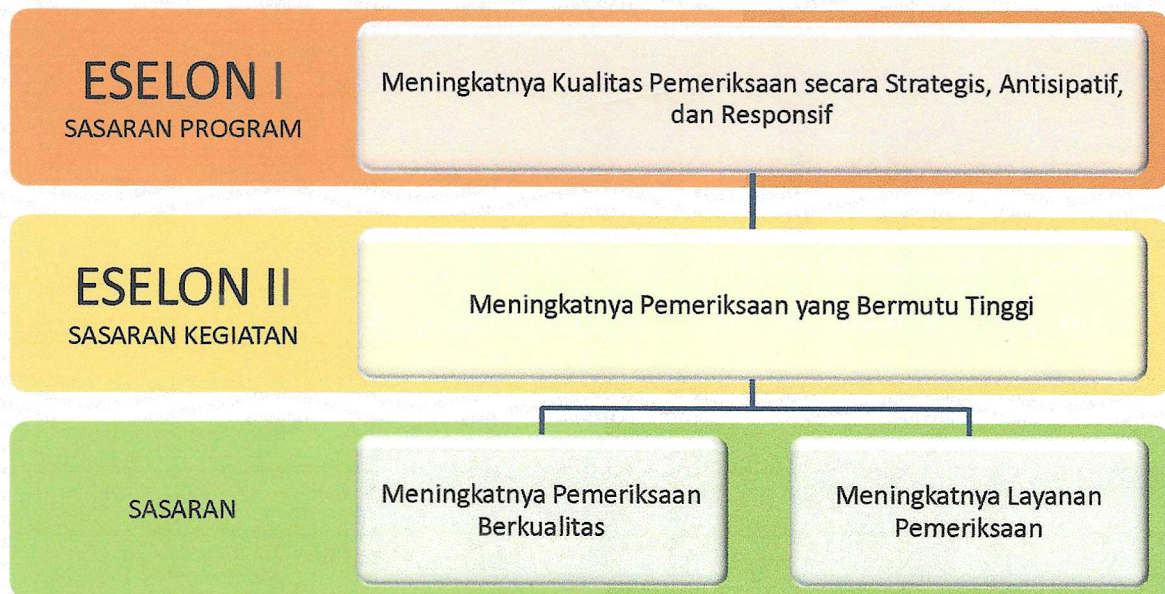 ESELON I
SASARAN PROGRAM
Meningkatnya Kualitas Pemeriksaan secara Strategis, Antisipatif,
dan Responsif
ESELON II
SASARAN KEGIATAN
Meningkatnya Pemeriksaan yang Bermutu Tinggi
SASARAN
Meningkatnya Pemeriksaan
Berkualitas
Meningkatnya Layanan
Pemeriksaan